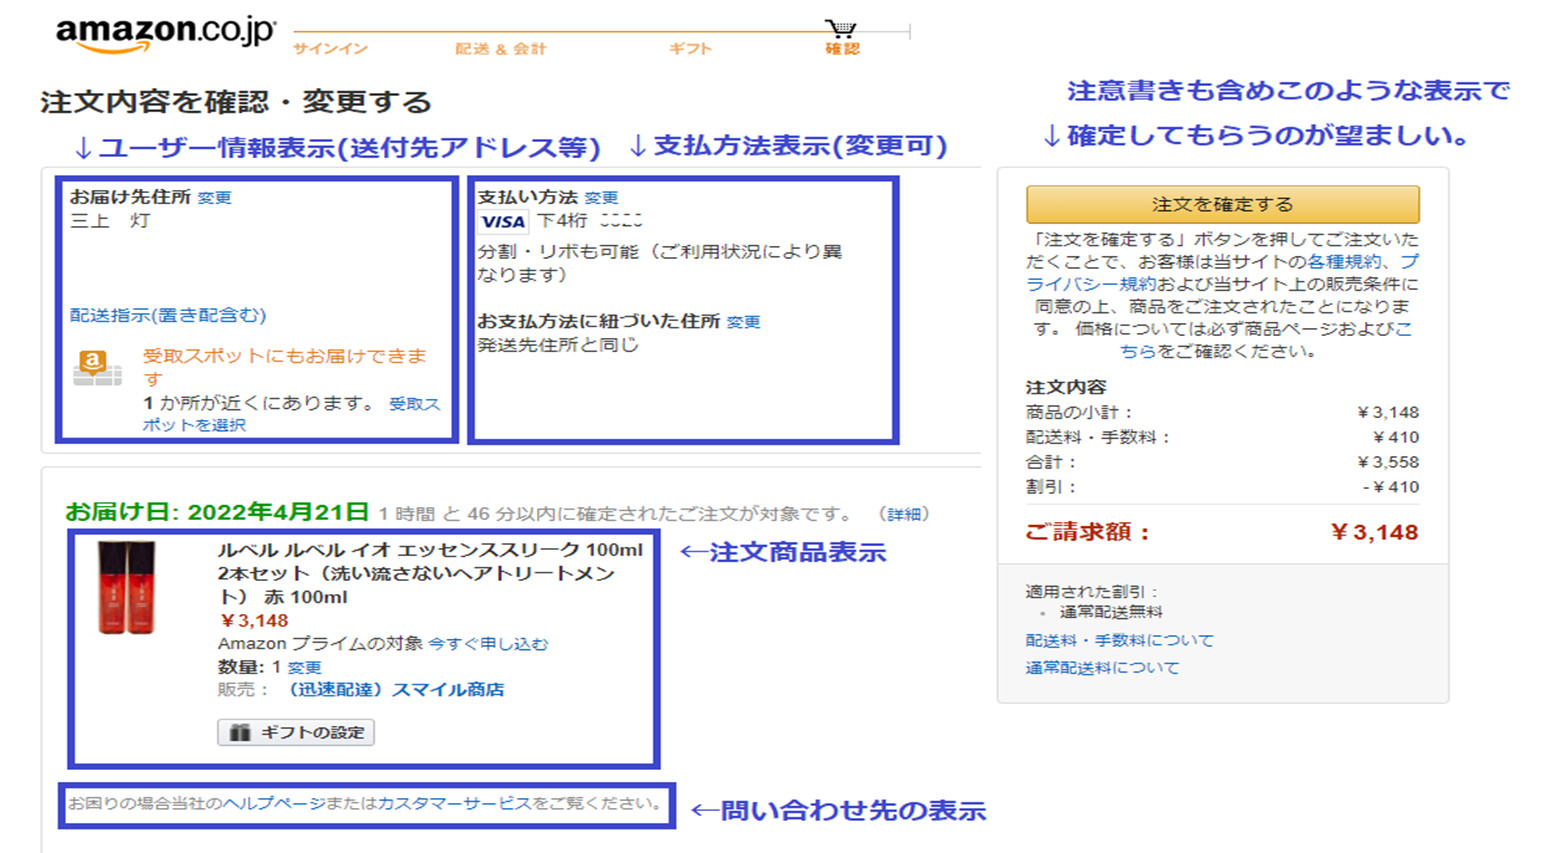 amazon.co.jp
サインイン
配送 & 会計
ギフト
確認
注文内容を確認・変更する
↓ユーザー情報表示(送付先アドレス等)
↓支払方法表示(変更可)
注意書きも含めこのような表示で
↓確定してもらうのが望ましい。
お届け先住所 変更
三上 灯
配送指示(置き配含む)
受取スポットにもお届けできま
す
1 か所が近くにあります。 受取ス
ポットを選択
支払い方法 変更
VISA 下4桁
分割・リボも可能（ご利用状況により異
なります）
お支払方法に紐づいた住所 変更
発送先住所と同じ
注文を確定する
「注文を確定する」ボタンを押してご注文いた
だくことで、お客様は当サイトの各種規約、プ
ライバシー規約および当サイト上の販売条件に
同意の上、商品をご注文されたことになりま
す。 価格については必ず商品ページおよびこ
ちらをご確認ください。
注文内容
商品の小計： ￥3,148
配送料・手数料： ￥410
合計： ￥3,558
割引： -￥410
ご請求額： ￥3,148
適用された割引：
・ 通常配送無料
配送料・手数料について
通常配送料について
お届け日: 2022年4月21日 1 時間 と 46 分以内に確定されたご注文が対象です。 （詳細）
ルベル ルベル イオ エッセンススリーク 100ml
2本セット（洗い流さないヘアトリートメン
ト） 赤 100ml
￥3,148
Amazon プライムの対象 今すぐ申し込む
数量: 1 変更
販売： （迅速配達）スマイル商店
ギフトの設定
←注文商品表示
お困りの場合当社のヘルプページまたはカスタマーサービスをご覧ください。
←問い合わせ先の表示